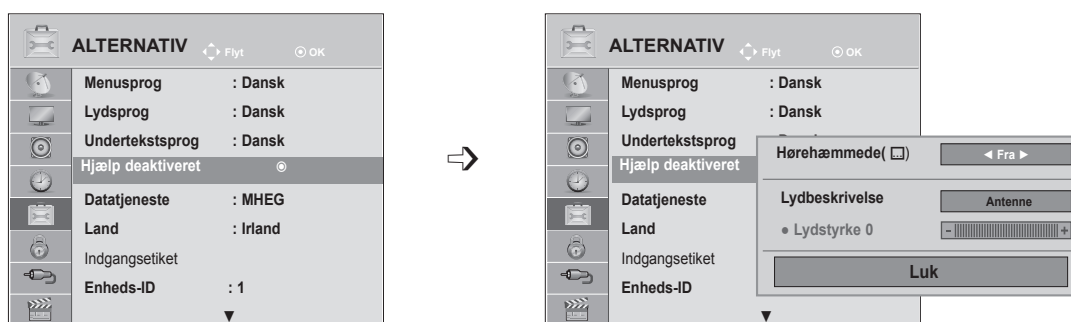 ALTERNATIV Flyt OK
Menusprog : Dansk
Lydsprog : Dansk
Undertekstsprog : Dansk
Hjælp deaktiveret
Datatjeneste : MHEG
Land : Irland
Indgangsetiket
Enheds-ID : 1
ALTERNATIV Flyt OK
Menusprog : Dansk
Lydsprog : Dansk
Undertekstsprog
Hjælp deaktiveret
Datatjeneste
Land
Indgangsetiket
Enheds-ID
Hørehæmmede( ... ) ◄ Fra ►
Lydbeskrivelse Antenne
● Lydstyrke 0 - +
Luk